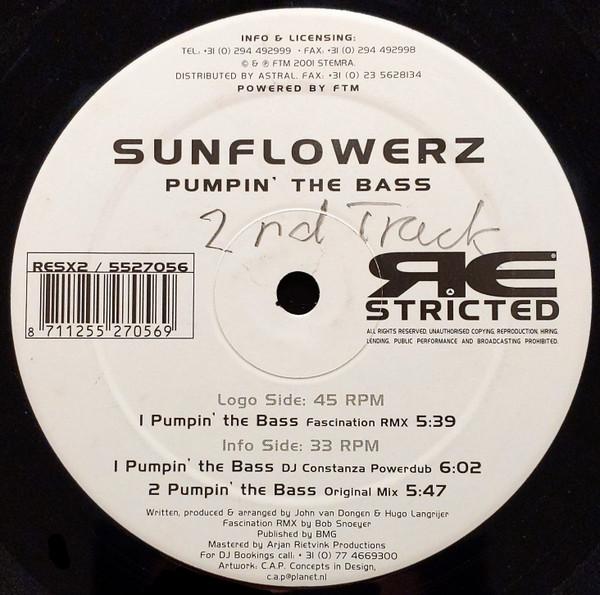 INFO & LICENSING:
TEL: +31 (0) 294 492999 • FAX: +31 (0) 294 492998
© & ℗ FTM 2001 STEMRA.
DISTRIBUTED BY ASTRAL. FAX: +31 (0) 23 5628134
POWERED BY FTM
SUNFLOWERZ
PUMPIN' THE BASS
2nd Track
RESX2 / 5527056
8 711255 270569
RE
STRICTED
ALL RIGHTS RESERVED, UNAUTHORISED COPYING, REPRODUCTION, HIRING,
LENDING, PUBLIC PERFORMANCE AND BROADCASTING PROHIBITED.
Logo Side: 45 RPM
1 Pumpin' the Bass Fascination RMX 5:39
Info Side: 33 RPM
1 Pumpin' the Bass DJ Constanza Powerdub 6:02
2 Pumpin' the Bass Original Mix 5:47
Written, produced & arranged by John van Dongen & Hugo Langrijer
Fascination RMX by Bob Snoeyer
Published by BMG
Mastered by Arjan Rietvink Productions
For DJ Bookings call: + 31 (0) 77 4669300
Artwork: C.A.P. Concepts in Design,
c.a.p@planet.nl